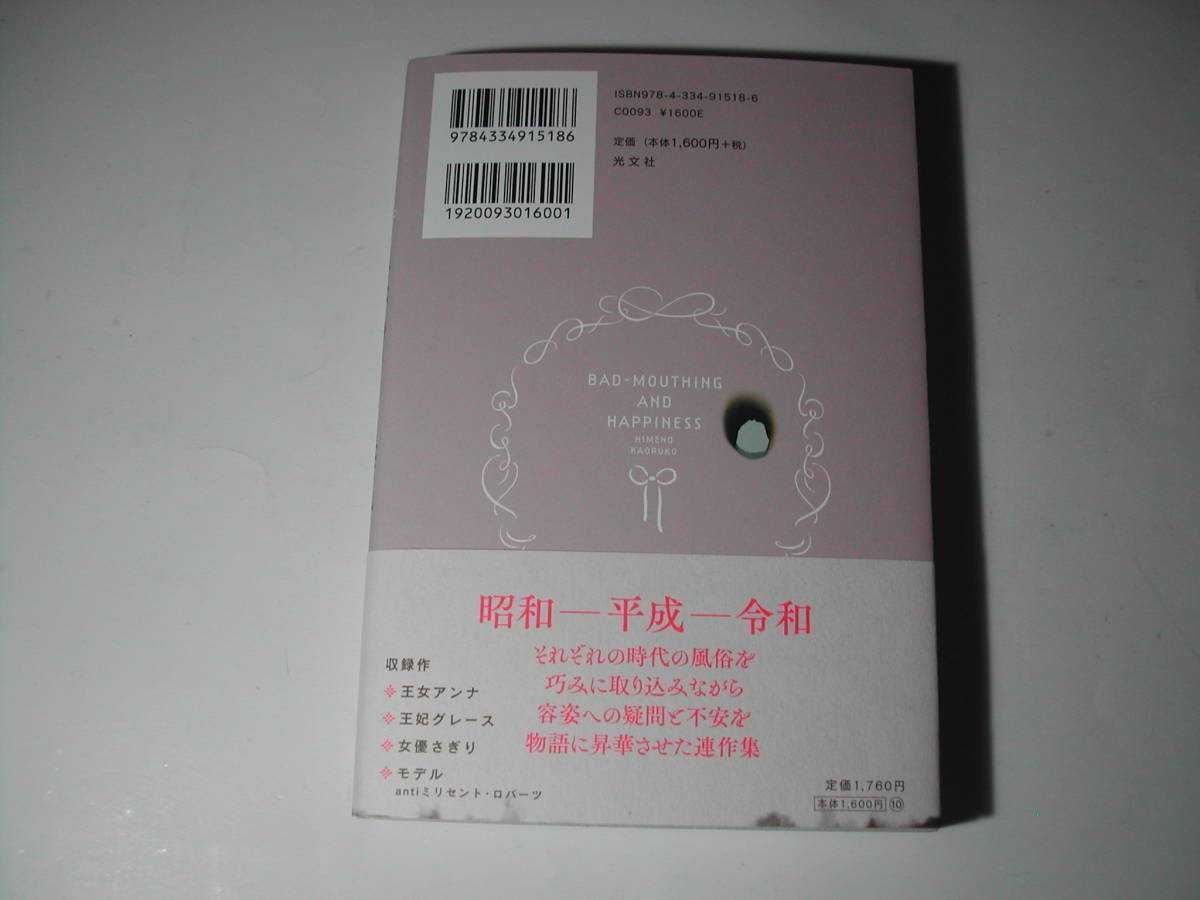 9784334915186
1920093016001
ISBN978-4-334-91518-6
C0093 ¥1600E
定価(本体1,600円+税)
光文社
BAD-MOUTHING
AND
HAPPINESS
HIMENO
KAORUKO
昭和―平成―令和
それぞれの時代の風俗を
巧みに取り込みながら
容姿への疑問と不安を
物語に昇華させた連作集
収録作
王女アンナ
王妃グレース
女優さぎり
モデル
antiミリセント・ロバーツ
定価1,760円
本体1,600円 ⑩